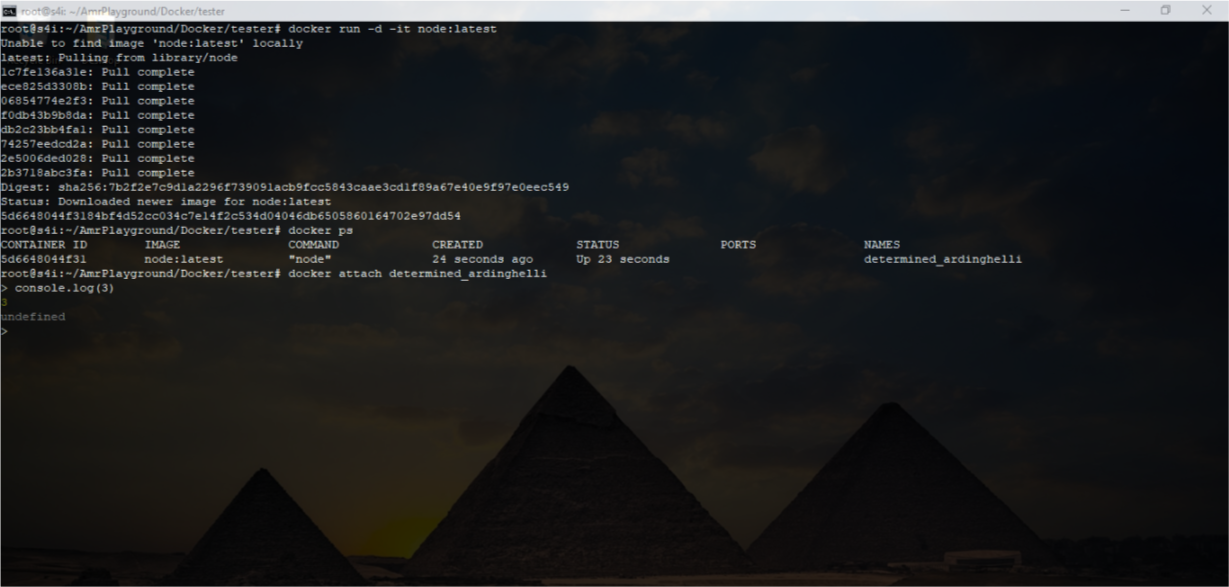 root@s4i: ~/AmrPlayground/Docker/tester
root@s4i:~/AmrPlayground/Docker/tester# docker run -d -it node:latest
Unable to find image 'node:latest' locally
latest: Pulling from library/node
1c7fe136a31e: Pull complete
ece825d3308b: Pull complete
06854774e2f3: Pull complete
f0db43b9b8da: Pull complete
db2c23bb4fa1: Pull complete
74257eedcd2a: Pull complete
2e5006ded028: Pull complete
2b3718abc3fa: Pull complete
Digest: sha256:7b2f2e7c9d1a2296f739091acb9fcc5843caae3cd1f89a67e40e9f97e0eec549
Status: Downloaded newer image for node:latest
5d6648044f3184bf4d52cc034c7e14f2c534d04046db6505860164702e97dd54
root@s4i:~/AmrPlayground/Docker/tester# docker ps
CONTAINER ID IMAGE COMMAND CREATED STATUS PORTS NAMES
5d6648044f31 node:latest "node" 24 seconds ago Up 23 seconds determined_ardinghelli
root@s4i:~/AmrPlayground/Docker/tester# docker attach determined_ardinghelli
> console.log(3)
3
undefined
>